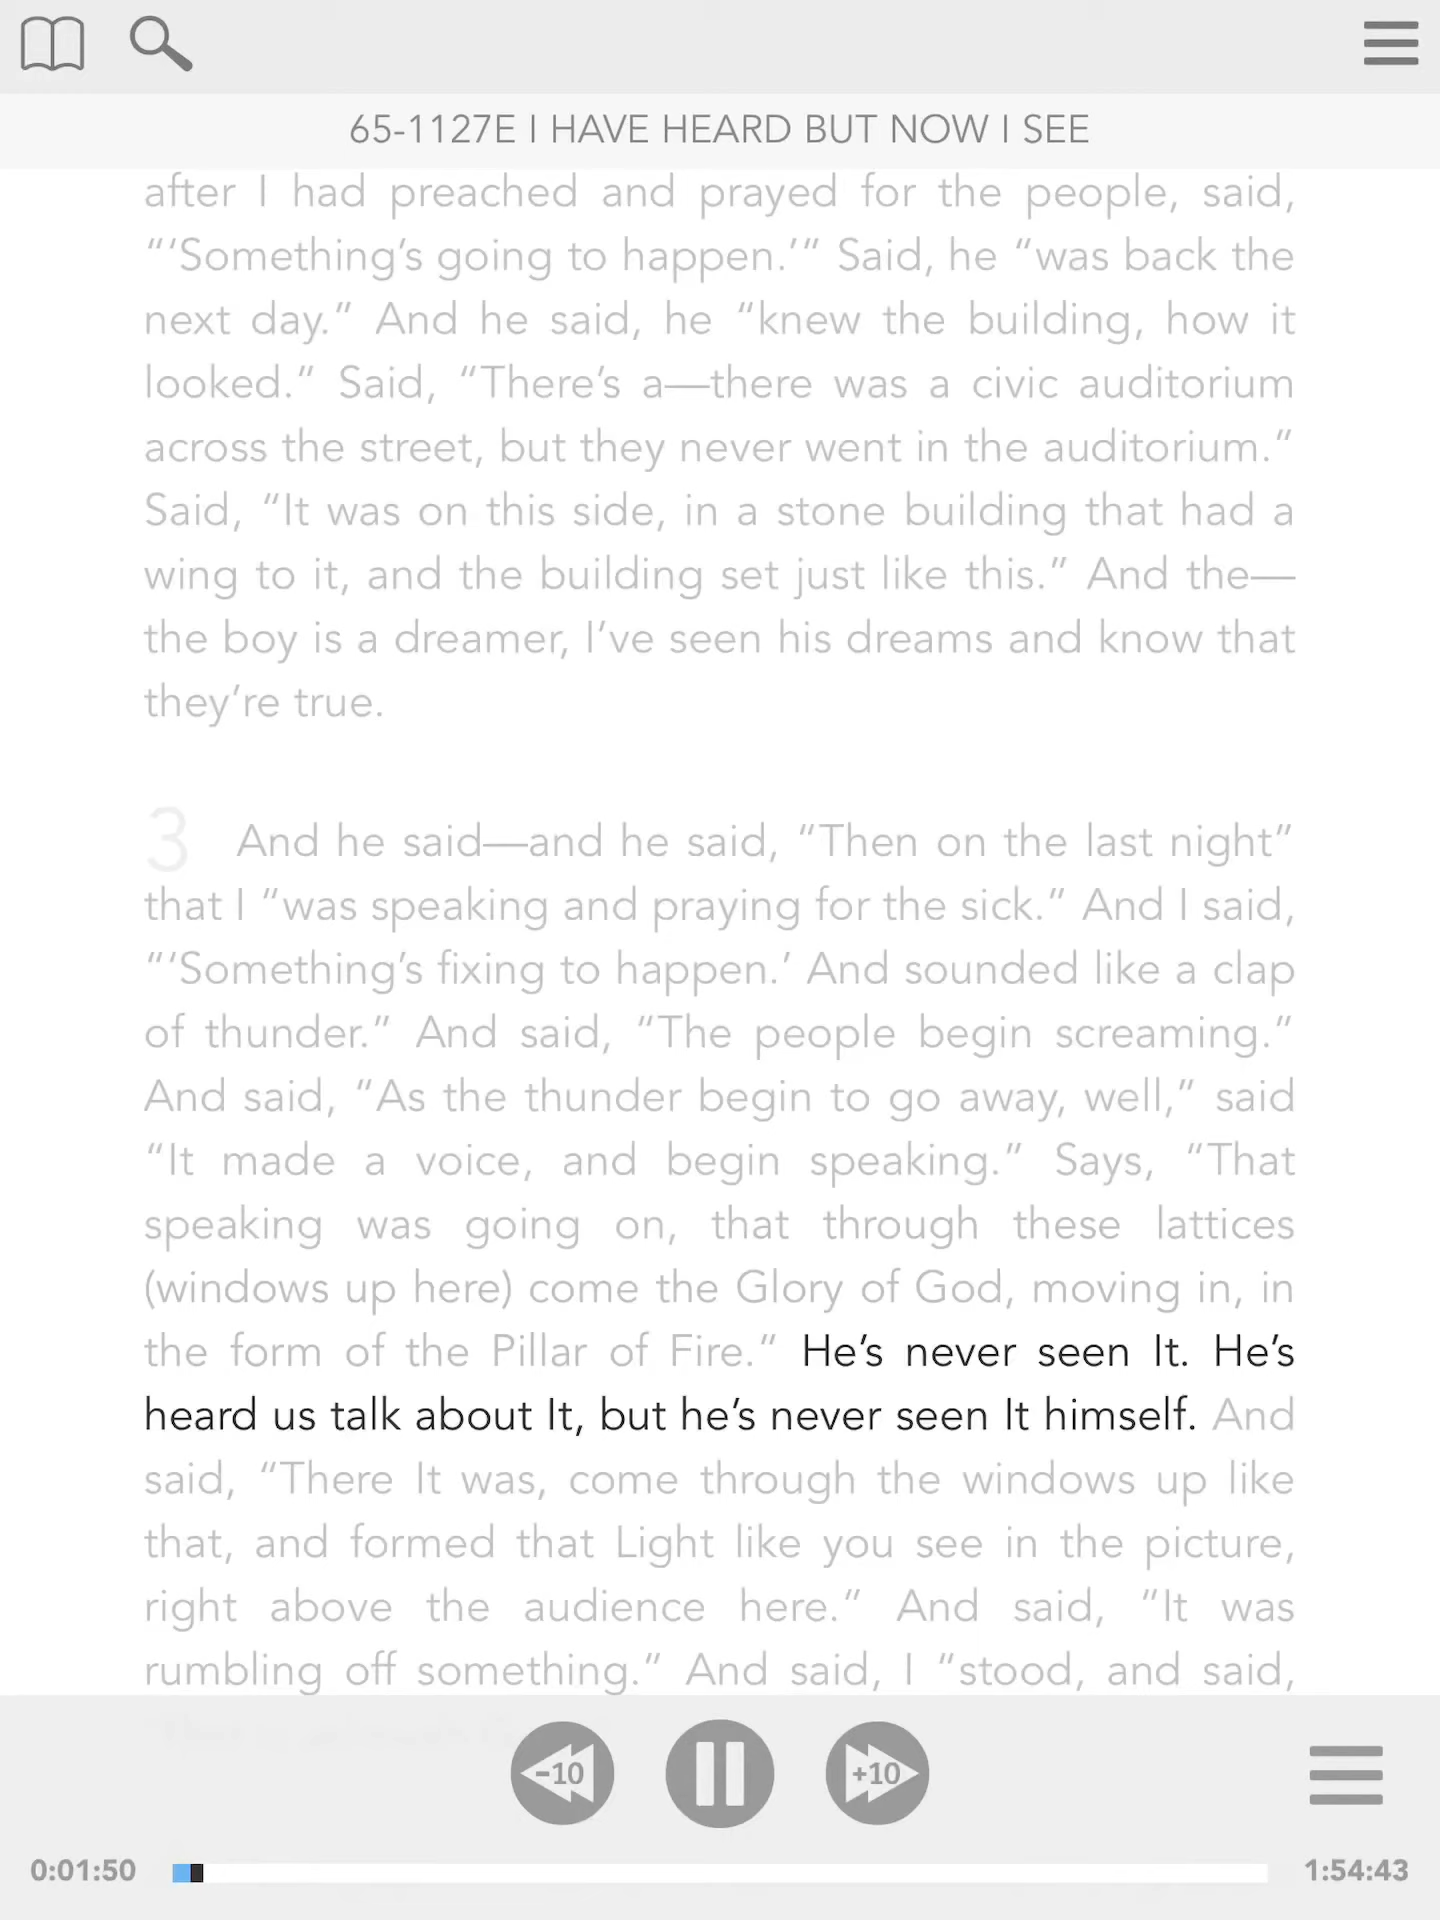 65-1127E I HAVE HEARD BUT NOW I SEE
after I had preached and prayed for the people, said,
“‘Something’s going to happen.’” Said, he “was back the
next day.” And he said, he “knew the building, how it
looked.” Said, “There’s a—there was a civic auditorium
across the street, but they never went in the auditorium.”
Said, “It was on this side, in a stone building that had a
wing to it, and the building set just like this.” And the—
the boy is a dreamer, I’ve seen his dreams and know that
they’re true.
3 And he said—and he said, “Then on the last night”
that I “was speaking and praying for the sick.” And I said,
“‘Something’s fixing to happen.’ And sounded like a clap
of thunder.” And said, “The people begin screaming.”
And said, “As the thunder begin to go away, well,” said
“It made a voice, and begin speaking.” Says, “That
speaking was going on, that through these lattices
(windows up here) come the Glory of God, moving in, in
the form of the Pillar of Fire.” He’s never seen It. He’s
heard us talk about It, but he’s never seen It himself. And
said, “There It was, come through the windows up like
that, and formed that Light like you see in the picture,
right above the audience here.” And said, “It was
rumbling off something.” And said, I “stood, and said,
-10 +10
0:01:50 1:54:43